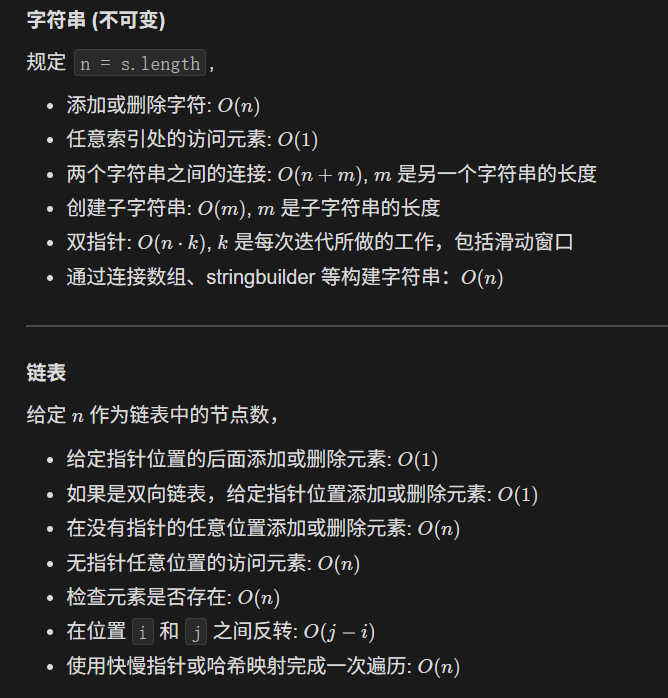 字符串 (不可变)
规定 n = s.length,
• 添加或删除字符: O(n)
• 任意索引处的访问元素: O(1)
• 两个字符串之间的连接: O(n + m), m 是另一个字符串的长度
• 创建子字符串: O(m), m 是子字符串的长度
• 双指针: O(n · k), k 是每次迭代所做的工作，包括滑动窗口
• 通过连接数组、stringbuilder 等构建字符串：O(n)
链表
给定 n 作为链表中的节点数，
• 给定指针位置的后面添加或删除元素: O(1)
• 如果是双向链表，给定指针位置添加或删除元素: O(1)
• 在没有指针的任意位置添加或删除元素: O(n)
• 无指针任意位置的访问元素: O(n)
• 检查元素是否存在: O(n)
• 在位置 i 和 j 之间反转: O(j − i)
• 使用快慢指针或哈希映射完成一次遍历: O(n)